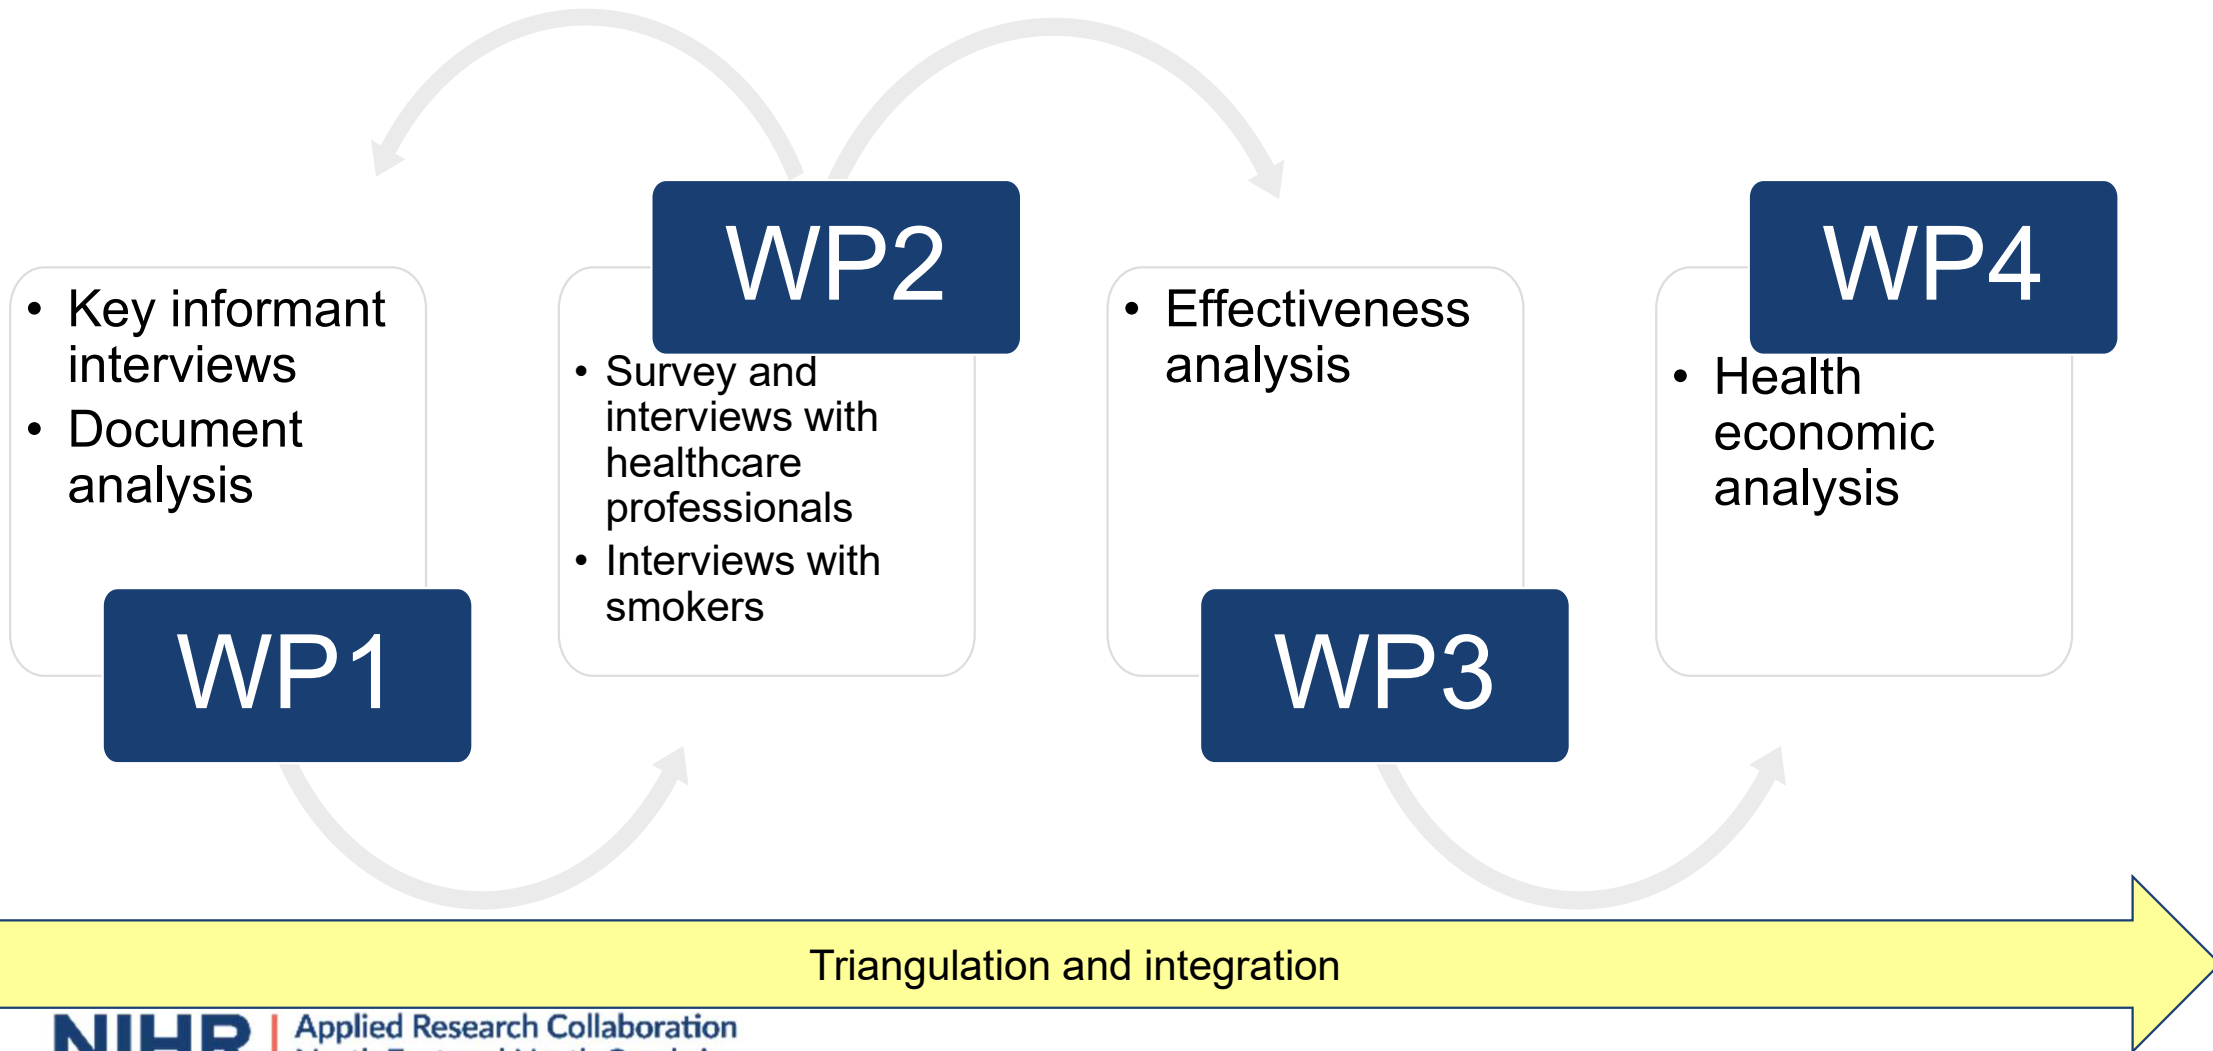 • Key informant
interviews
• Document
analysis
WP1
WP2
• Survey and
interviews with
healthcare
professionals
• Interviews with
smokers
• Effectiveness
analysis
WP3
WP4
• Health
economic
analysis
Triangulation and integration
NIHR | Applied Research Collaboration